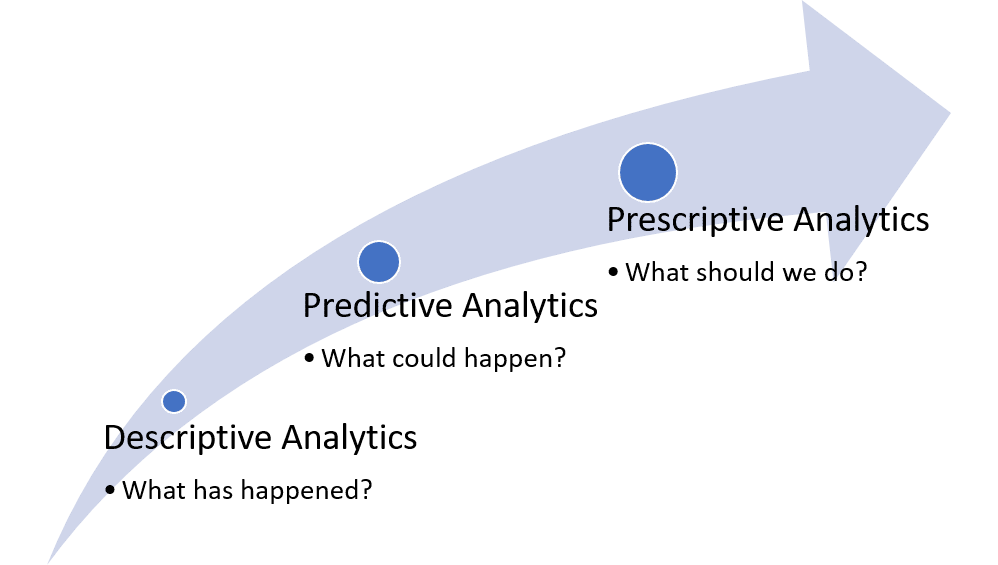 Descriptive Analytics
• What has happened?
Predictive Analytics
• What could happen?
Prescriptive Analytics
• What should we do?